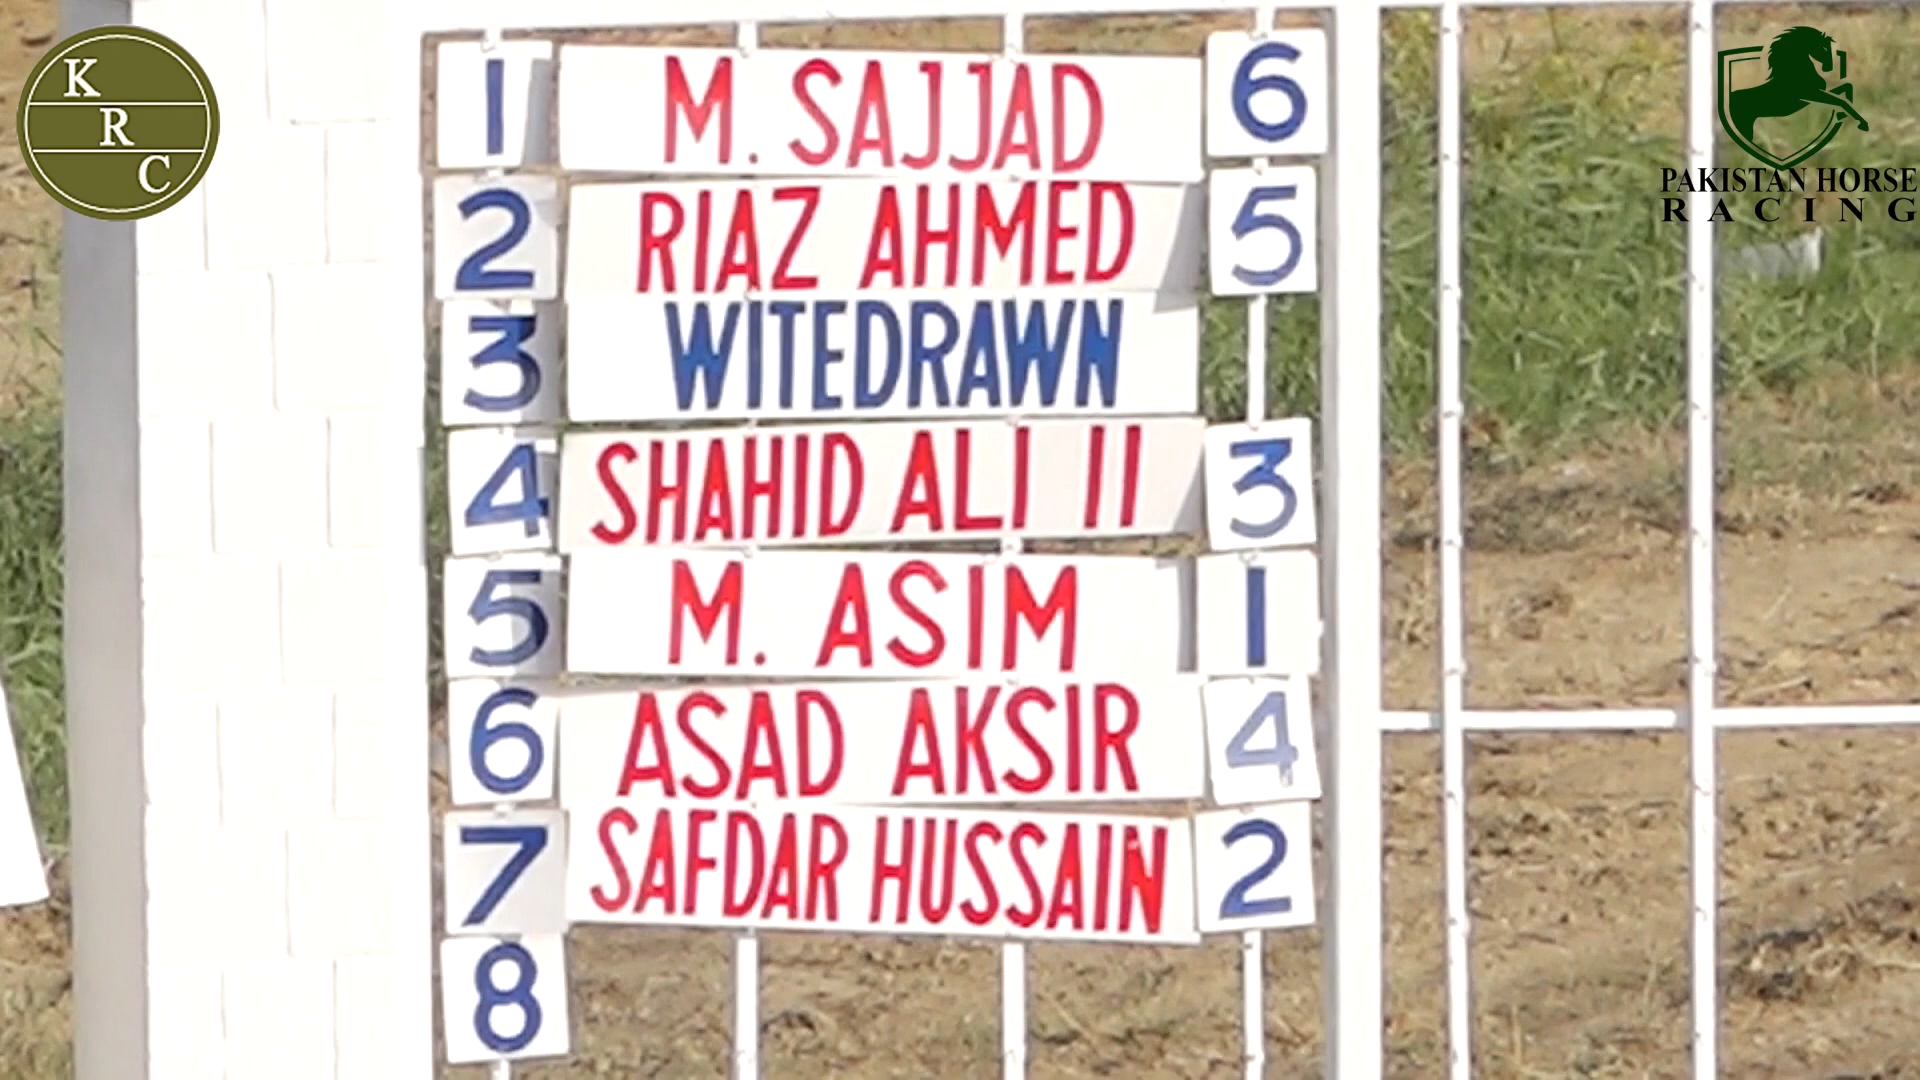 K
R
C
PAKISTAN HORSE
RACING
1 M. SAJJAD 6
2 RIAZ AHMED 5
3 WITEDRAWN
4 SHAHID ALI II 3
5 M. ASIM 1
6 ASAD AKSIR 4
7 SAFDAR HUSSAIN 2
8